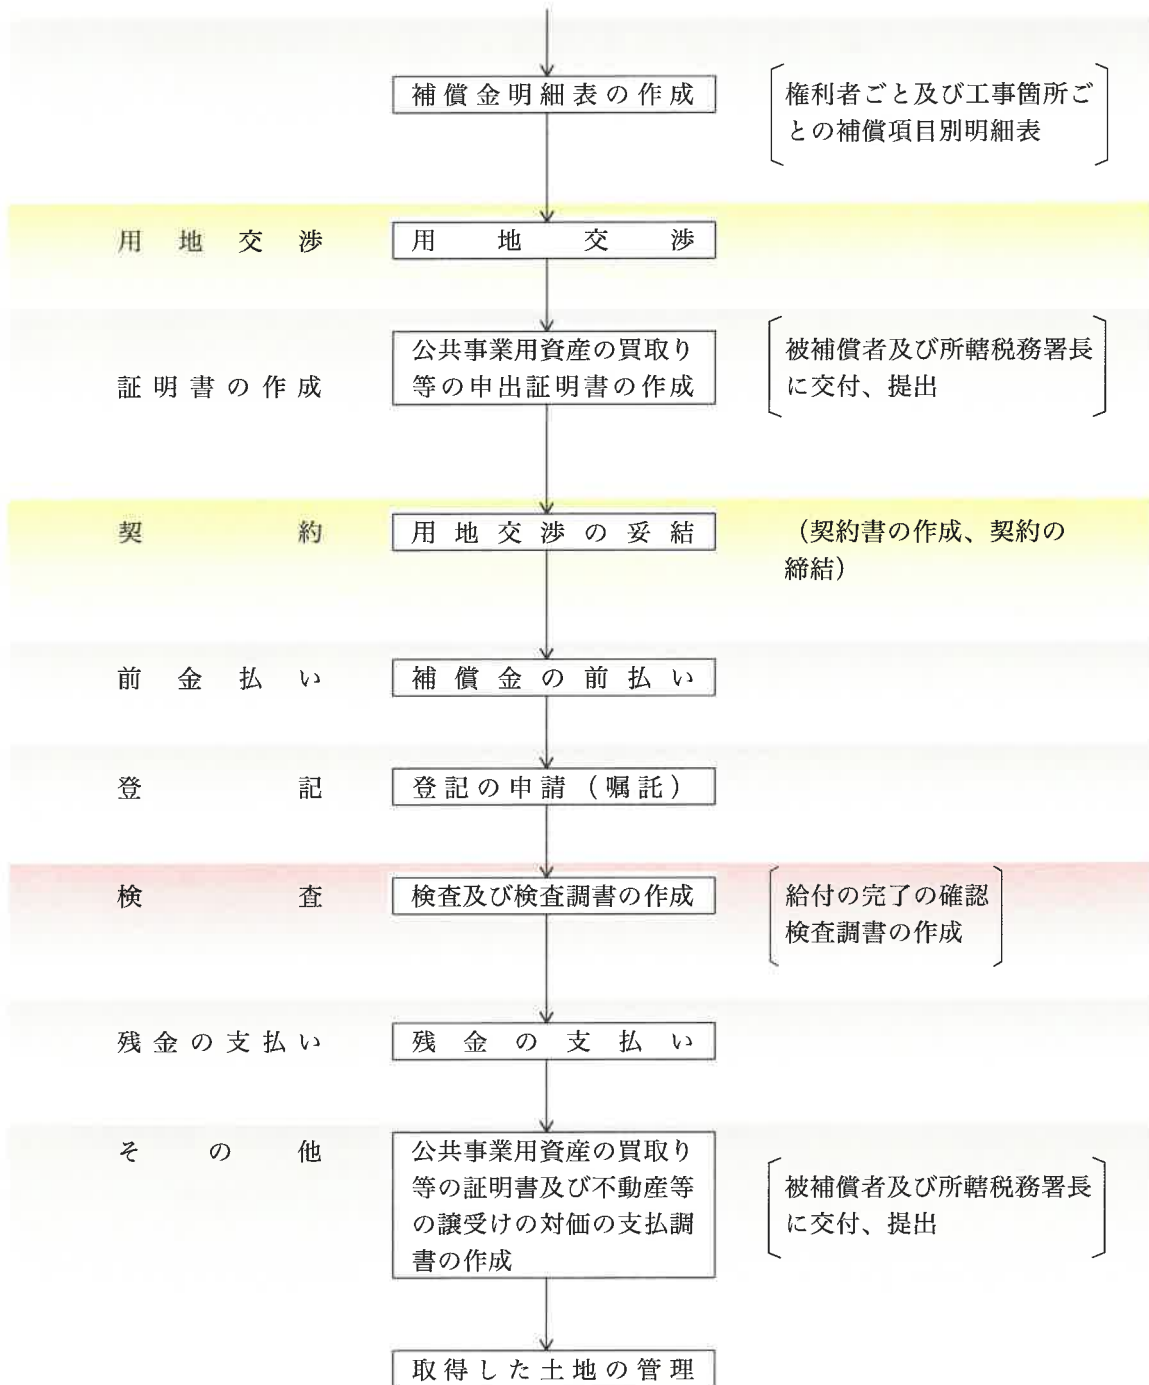 補償金明細表の作成
権利者ごと及び工事箇所ご
との補償項目別明細表
用地交渉
用地交渉
証明書の作成
公共事業用資産の買取り
等の申出証明書の作成
被補償者及び所轄税務署長
に交付、提出
契約
用地交渉の妥結
（契約書の作成、契約の
締結）
前金払い
補償金の前払い
登記
登記の申請（嘱託）
検査
検査及び検査調書の作成
給付の完了の確認
検査調書の作成
残金の支払い
残金の支払い
その他
公共事業用資産の買取り
等の証明書及び不動産等
の譲受けの対価の支払調
書の作成
被補償者及び所轄税務署長
に交付、提出
取得した土地の管理